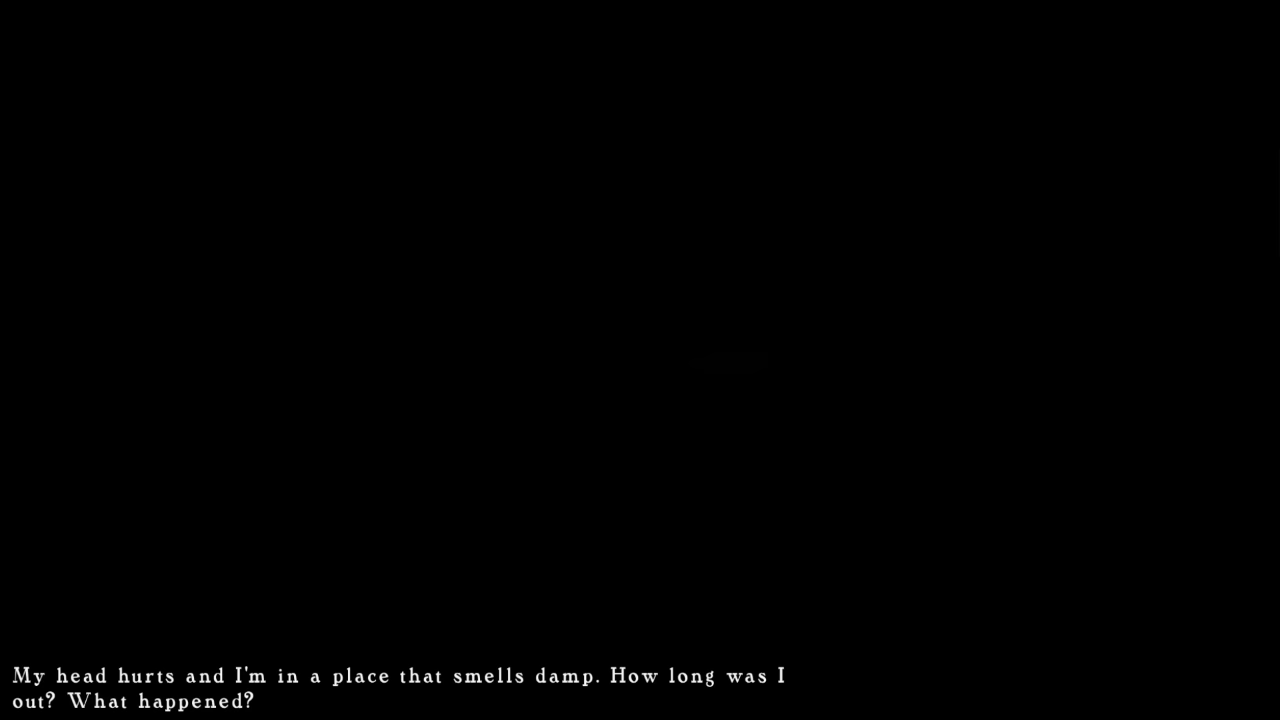 My head hurts and I'm in a place that smells damp. How long was I
out? What happened?